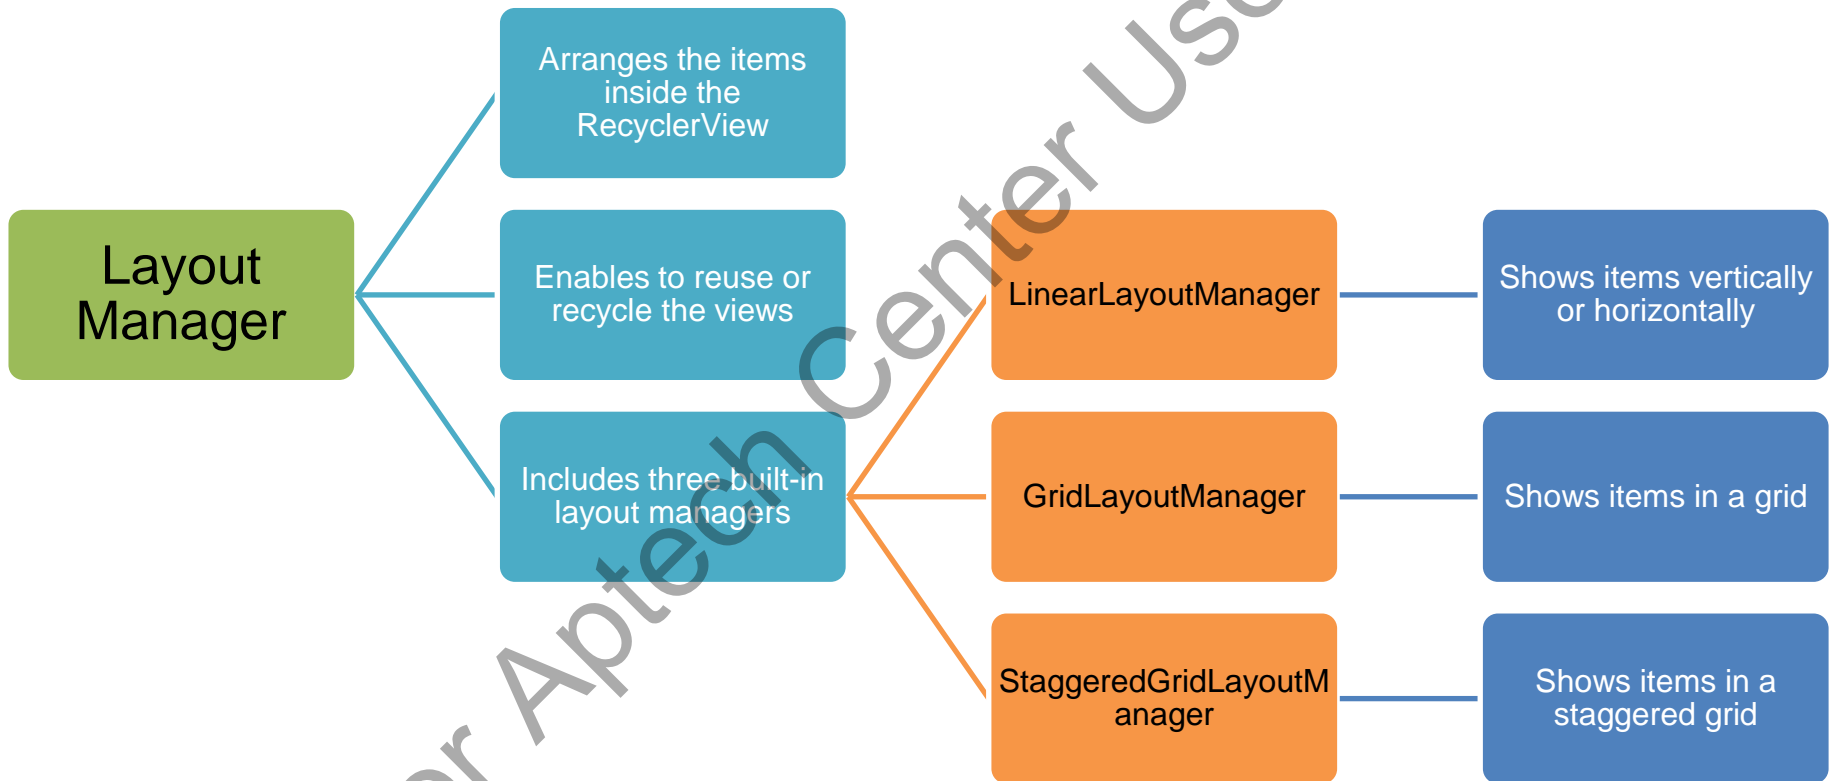 Arranges the items
inside the
RecyclerView
Layout
Manager
Enables to reuse or
recycle the views
LinearLayoutManager
Shows items vertically
or horizontally
Includes three built-in
layout managers
GridLayoutManager
Shows items in a grid
StaggeredGridLayoutM
anager
Shows items in a
staggered grid
Aptech Center